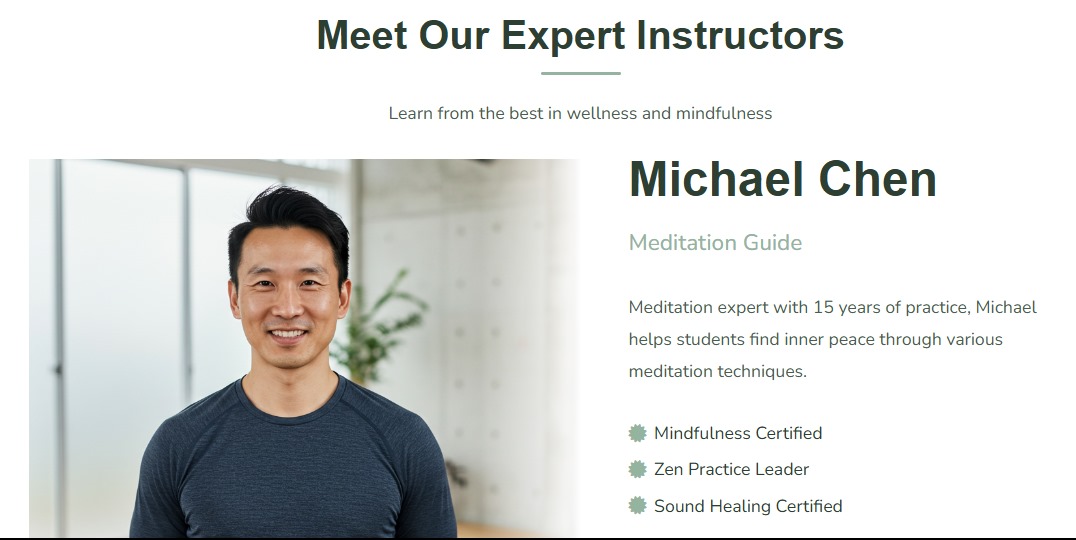 Meet Our Expert Instructors
Learn from the best in wellness and mindfulness
Michael Chen
Meditation Guide
Meditation expert with 15 years of practice, Michael
helps students find inner peace through various
meditation techniques.
Mindfulness Certified
Zen Practice Leader
Sound Healing Certified